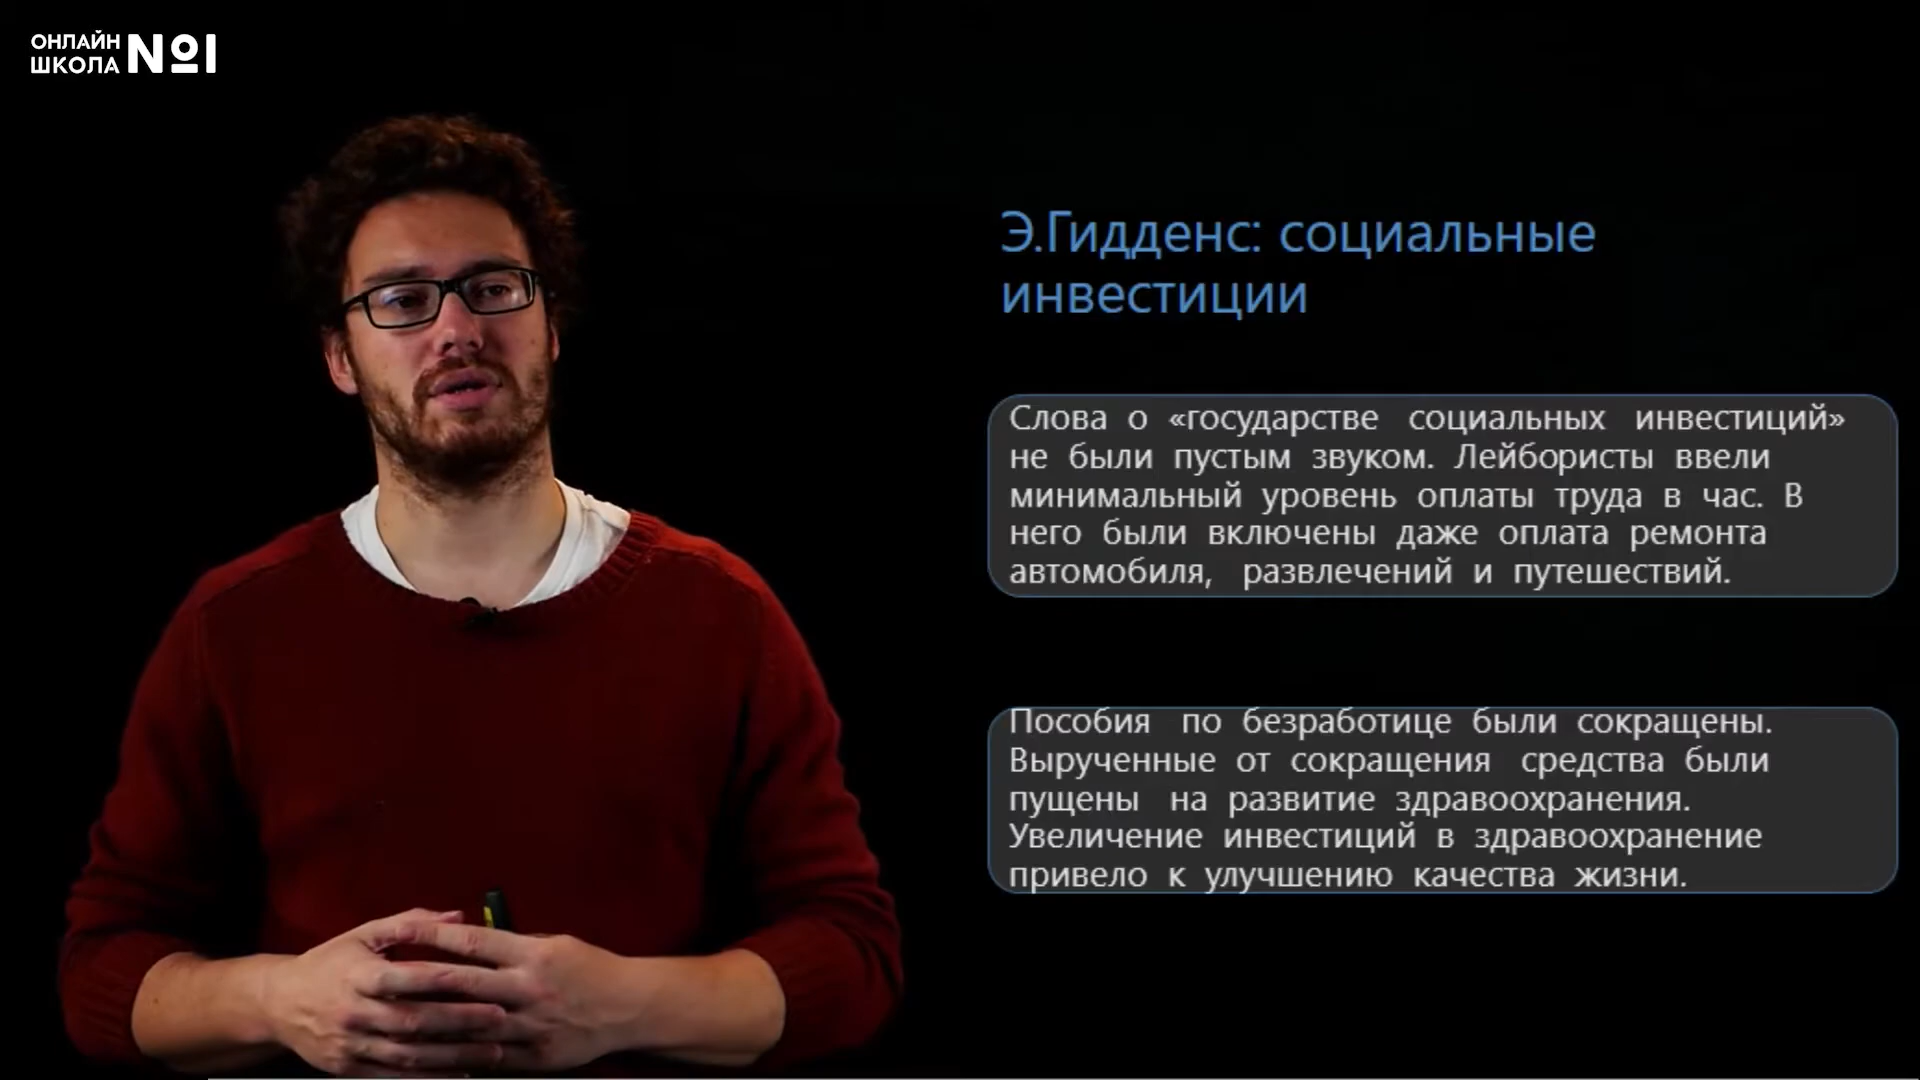 ОНЛАЙН
ШКОЛА №1
Э.Гидденс: социальные
инвестиции
Слова о «государстве социальных инвестиций»
не были пустым звуком. Лейбористы ввели
минимальный уровень оплаты труда в час. В
него были включены даже оплата ремонта
автомобиля, развлечений и путешествий.
Пособия по безработице были сокращены.
Вырученные от сокращения средства были
пущены на развитие здравоохранения.
Увеличение инвестиций в здравоохранение
привело к улучшению качества жизни.